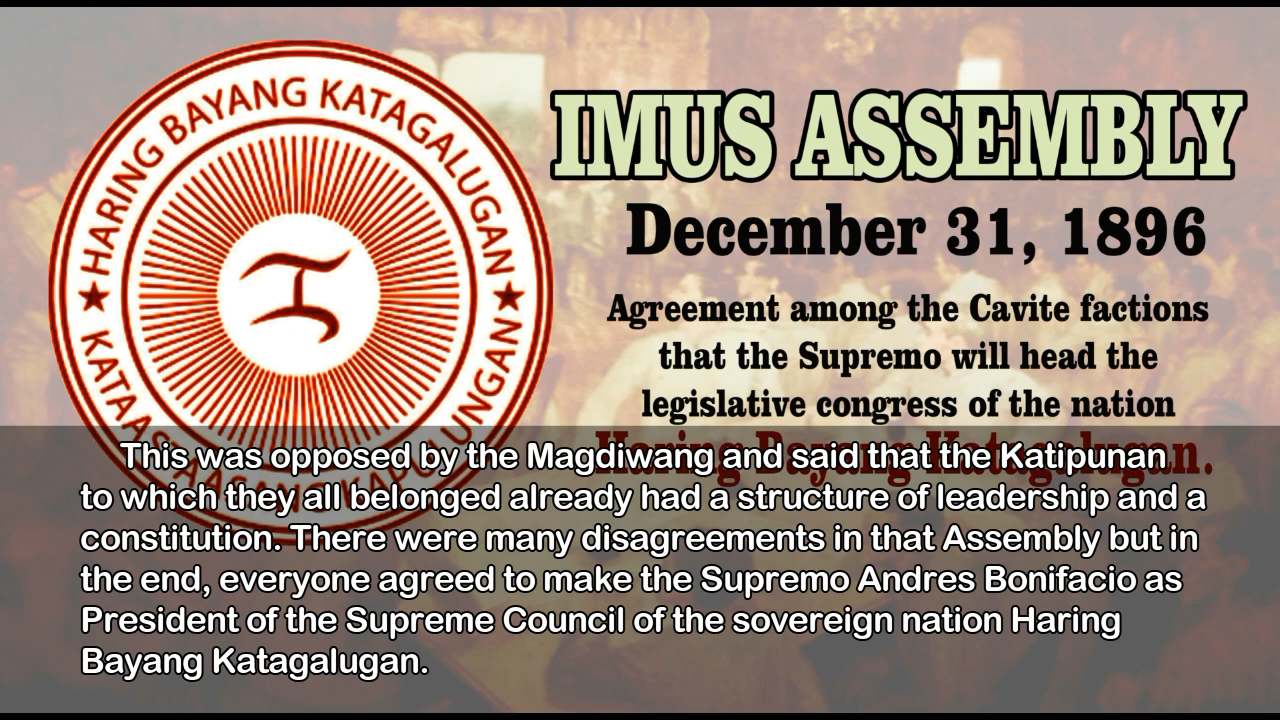 HARING BAYANG KATAGALUGAN
IMUS ASSEMBLY
December 31, 1896
Agreement among the Cavite factions
that the Supremo will head the
legislative congress of the nation
Haring Bayang Katagalugan.
This was opposed by the Magdiwang and said that the Katipunan
to which they all belonged already had a structure of leadership and a
constitution. There were many disagreements in that Assembly but in
the end, everyone agreed to make the Supremo Andres Bonifacio as
President of the Supreme Council of the sovereign nation Haring
Bayang Katagalugan.